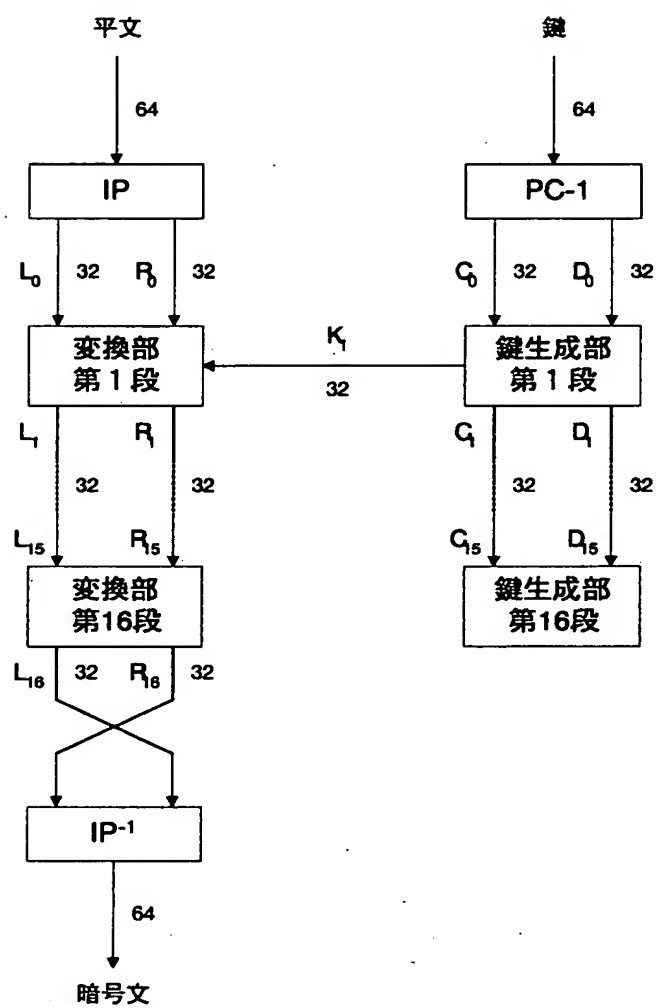 平文 鍵
64 64
IP PC-1
L₀ 32 R₀ 32 C₀ 32 D₀ 32
変換部 K₁ 鍵生成部
第1段 32 第1段
L₁ R₁ C₁ D₁
32 32 32 32
L₁₅ R₁₅ C₁₅ D₁₅
変換部 鍵生成部
第16段 第16段
L₁₆ 32 R₁₆ 32
IP⁻¹
64
暗号文